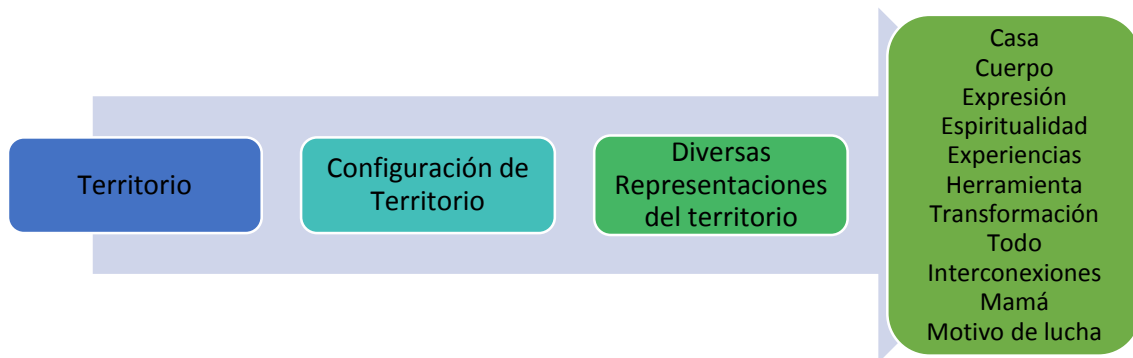 Territorio
Configuración de
Territorio
Diversas
Representaciones
del territorio
Casa
Cuerpo
Expresión
Espiritualidad
Experiencias
Herramienta
Transformación
Todo
Interconexiones
Mamá
Motivo de lucha